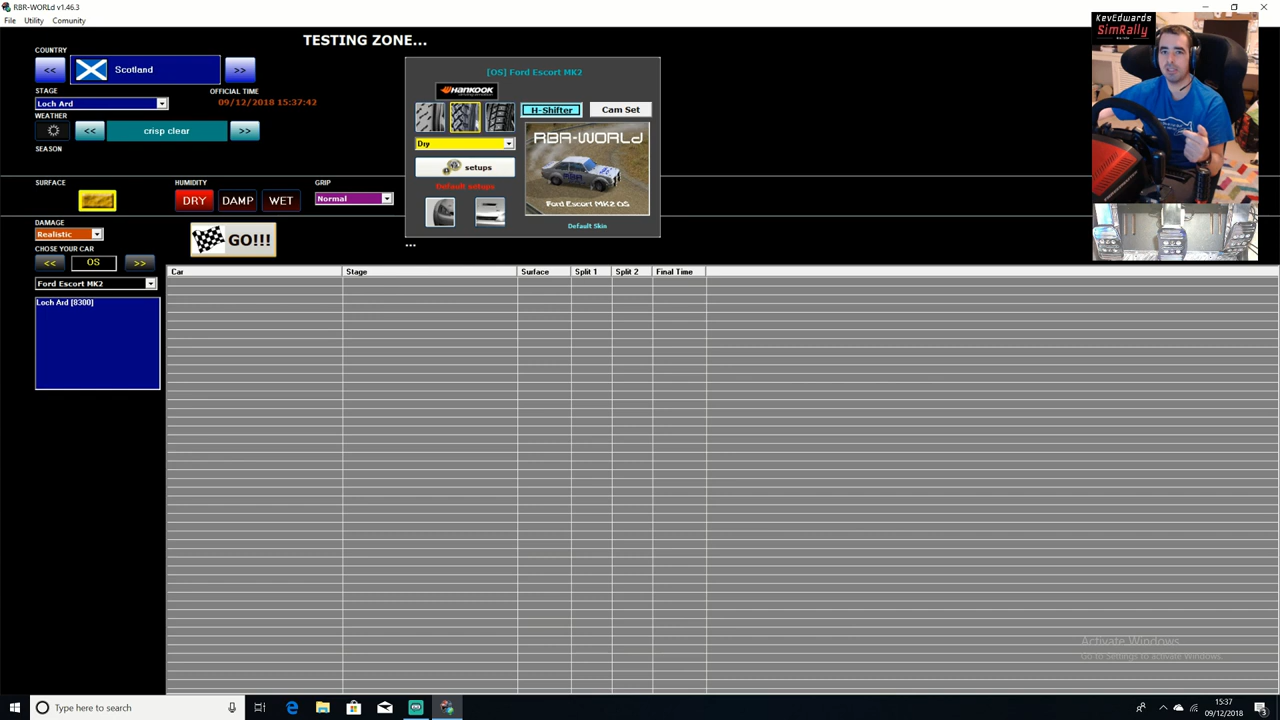 RBR-WORLd v1.46.3
File Utility Community
TESTING ZONE...
COUNTRY
<< Scotland >>
STAGE
Loch Ard
OFFICIAL TIME
09/12/2018 15:37:42
WEATHER
<< crisp clear >>
SEASON
SURFACE
HUMIDITY
DRY DAMP WET
GRIP
Normal
DAMAGE
Realistic
GO!!!
CHOSE YOUR CAR
<< OS >>
Ford Escort MK2
Loch Ard [8300]
[OS] Ford Escort MK2
HANKOOK
H-Shifter Cam Set
Dry
setups
Default setups
RBR-WORLd
Ford Escort MK2 OS
Default Skin
...
Car Stage Surface Split 1 Split 2 Final Time
KevEdwards
SimRally
Activate Windows
Go to Settings to activate Windows.
Type here to search
15:37
09/12/2018
3